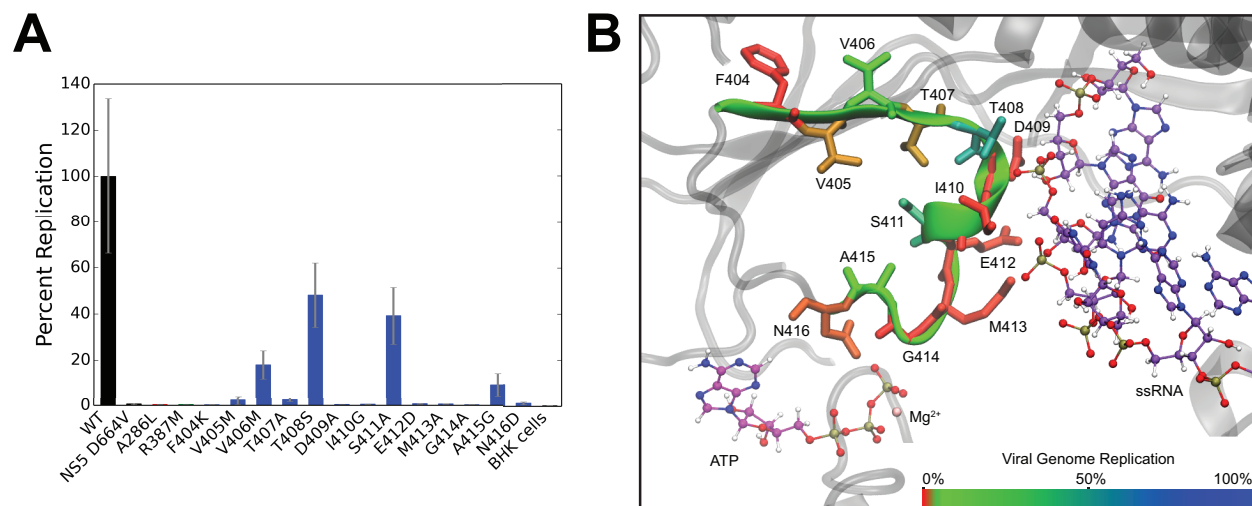 A
Percent Replication
140
120
100
80
60
40
20
0
WT
NS5 D664V
A286L
R387M
F404K
V405M
V406M
T407A
T408S
D409A
I410G
S411A
E412D
M413A
G414A
A415G
N416D
BHK cells
B
F404
V406
T407
T408
D409
V405
I410
S411
E412
A415
N416
M413
G414
ssRNA
Mg²⁺
ATP
Viral Genome Replication
0% 50% 100%